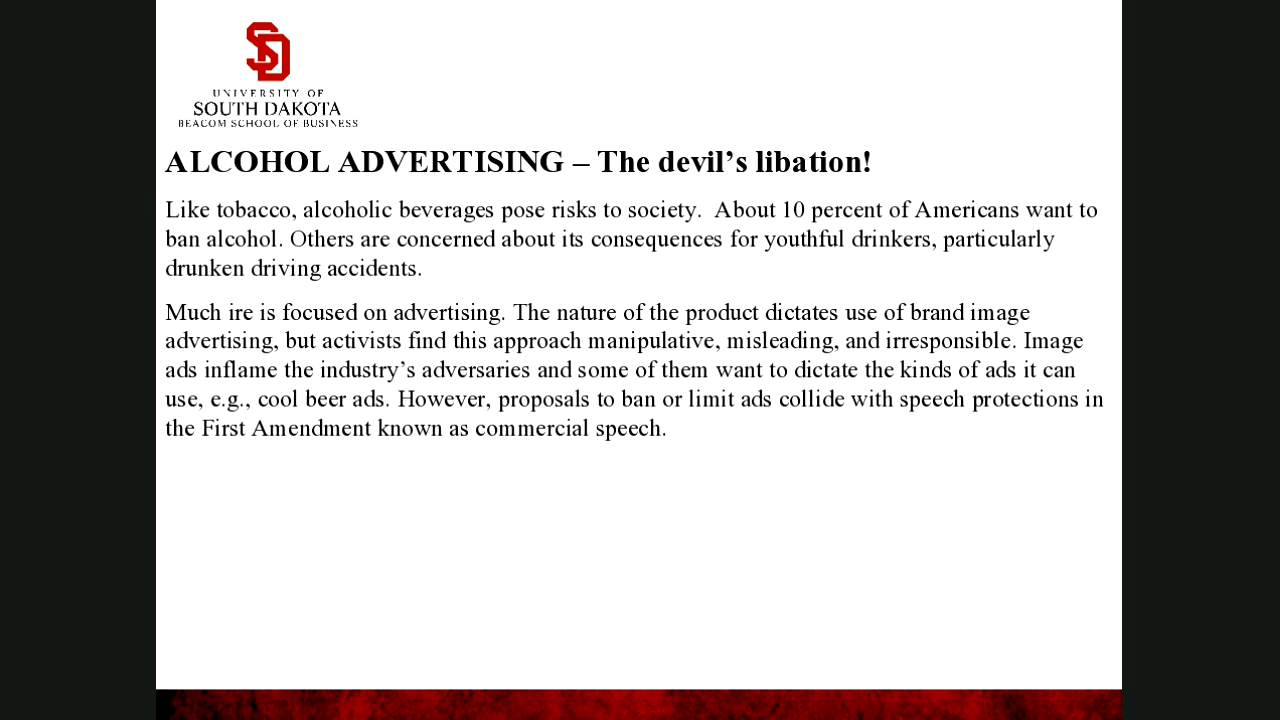 SD
UNIVERSITY OF
SOUTH DAKOTA
BEACOM SCHOOL OF BUSINESS
ALCOHOL ADVERTISING – The devil’s libation!
Like tobacco, alcoholic beverages pose risks to society.  About 10 percent of Americans want to
ban alcohol. Others are concerned about its consequences for youthful drinkers, particularly
drunken driving accidents.
Much ire is focused on advertising. The nature of the product dictates use of brand image
advertising, but activists find this approach manipulative, misleading, and irresponsible. Image
ads inflame the industry’s adversaries and some of them want to dictate the kinds of ads it can
use, e.g., cool beer ads. However, proposals to ban or limit ads collide with speech protections in
the First Amendment known as commercial speech.